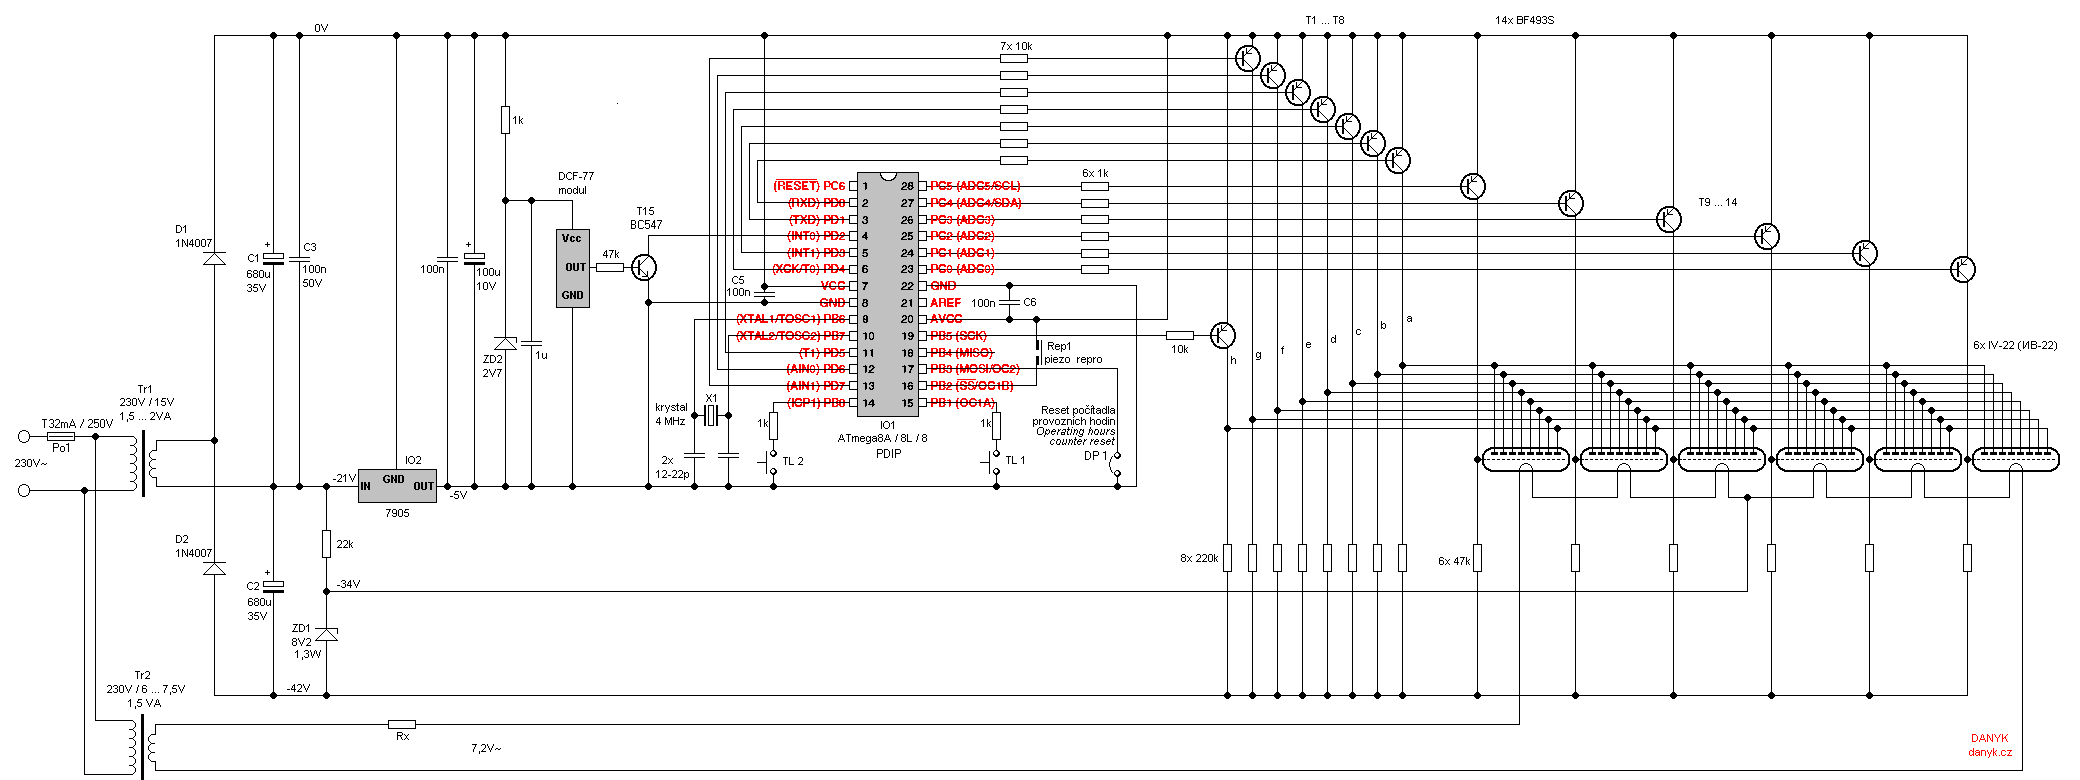 0V
T1 ... T8
14x BF493S
7x 10k
1k
DCF-77
modul
Vcc
OUT
GND
T15
BC547
47k
6x 1k
T9 ... 14
(RESET) PC6 1
(RXD) PD0 2
(TXD) PD1 3
(INT0) PD2 4
(INT1) PD3 5
(XCK/T0) PD4 6
VCC 7
GND 8
(XTAL1/TOSC1) PB6 9
(XTAL2/TOSC2) PB7 10
(T1) PD5 11
(AIN0) PD6 12
(AIN1) PD7 13
(ICP1) PB0 14
28 PC5 (ADC5/SCL)
27 PC4 (ADC4/SDA)
26 PC3 (ADC3)
25 PC2 (ADC2)
24 PC1 (ADC1)
23 PC0 (ADC0)
22 GND
21 AREF
20 AVCC
19 PB5 (SCK)
18 PB4 (MISO)
17 PB3 (MOSI/OC2)
16 PB2 (SS/OC1B)
15 PB1 (OC1A)
IO1
ATmega8A / 8L / 8
PDIP
D1
1N4007
+
C1
680u
35V
C3
100n
50V
100n
+
100u
10V
C5
100n
100n
C6
ZD2
2V7
1u
Rep1
piezo repro
10k
h
g
f
e
d
c
b
a
6x IV-22 (ИВ-22)
Tr1
230V / 15V
1,5 ... 2VA
T32mA / 250V
Po1
230V~
krystal
4 MHz
X1
2x
12-22p
1k
TL 2
1k
TL 1
Reset počítadla
provozních hodin
Operating hours
counter reset
DP 1
-21V
IO2
IN
GND
OUT
7905
-5V
D2
1N4007
22k
+
C2
680u
35V
-34V
ZD1
8V2
1,3W
8x 220k
6x 47k
-42V
Tr2
230V / 6 ... 7,5V
1,5 VA
Rx
7,2V~
DANYK
danyk.cz